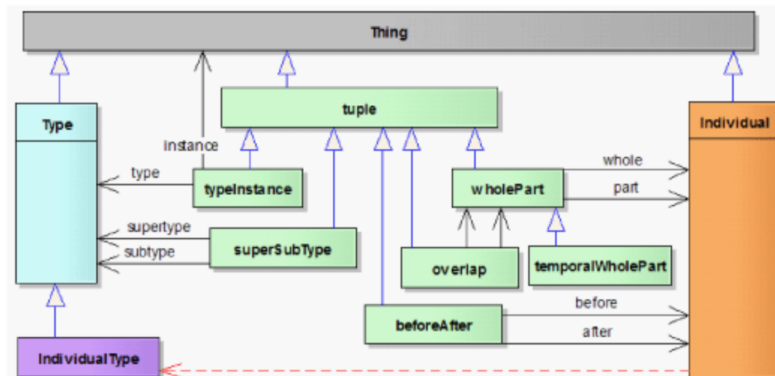 Thing
tuple
Type
Individual
instance
whole
type
typeInstance
wholePart
part
supertype
superSubType
subtype
overlap
temporalWholePart
before
beforeAfter
after
IndividualType